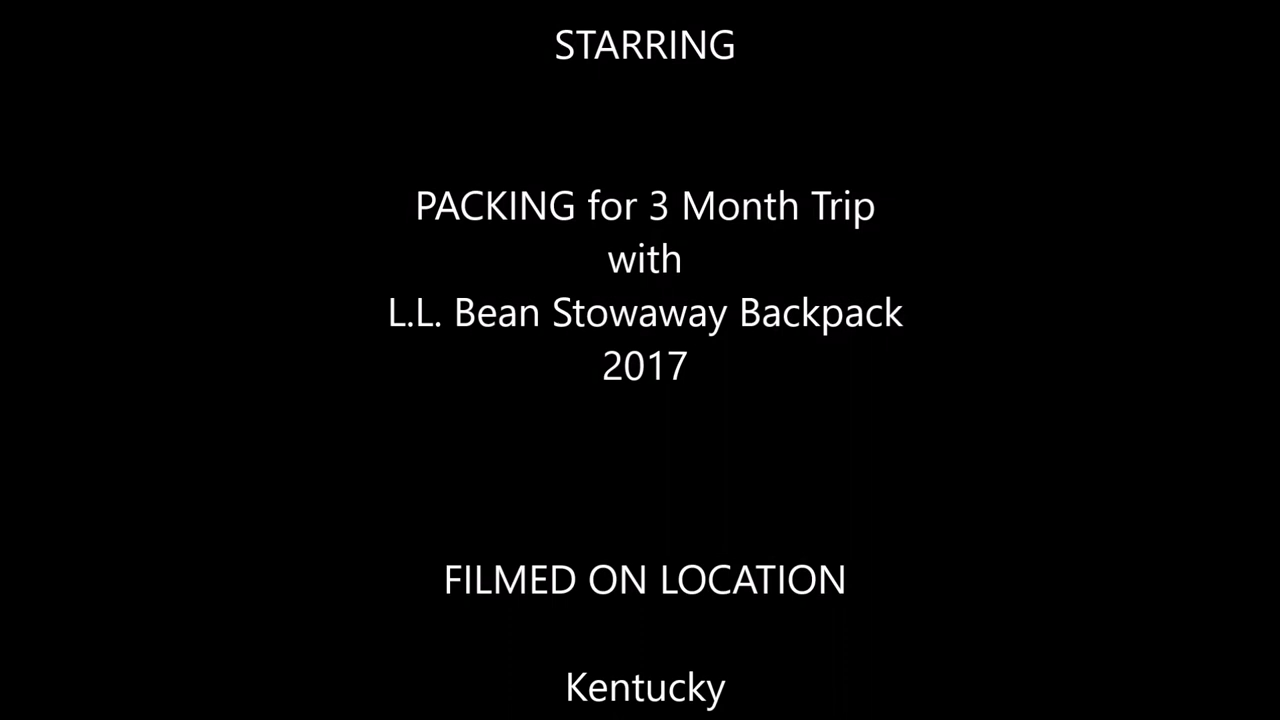 STARRING
PACKING for 3 Month Trip
with
L.L. Bean Stowaway Backpack
2017
FILMED ON LOCATION
Kentucky